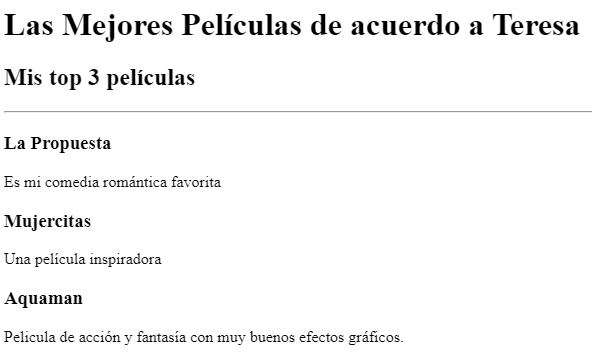 Las Mejores Películas de acuerdo a Teresa
Mis top 3 películas
La Propuesta
Es mi comedia romántica favorita
Mujercitas
Una película inspiradora
Aquaman
Pelicula de acción y fantasía con muy buenos efectos gráficos.